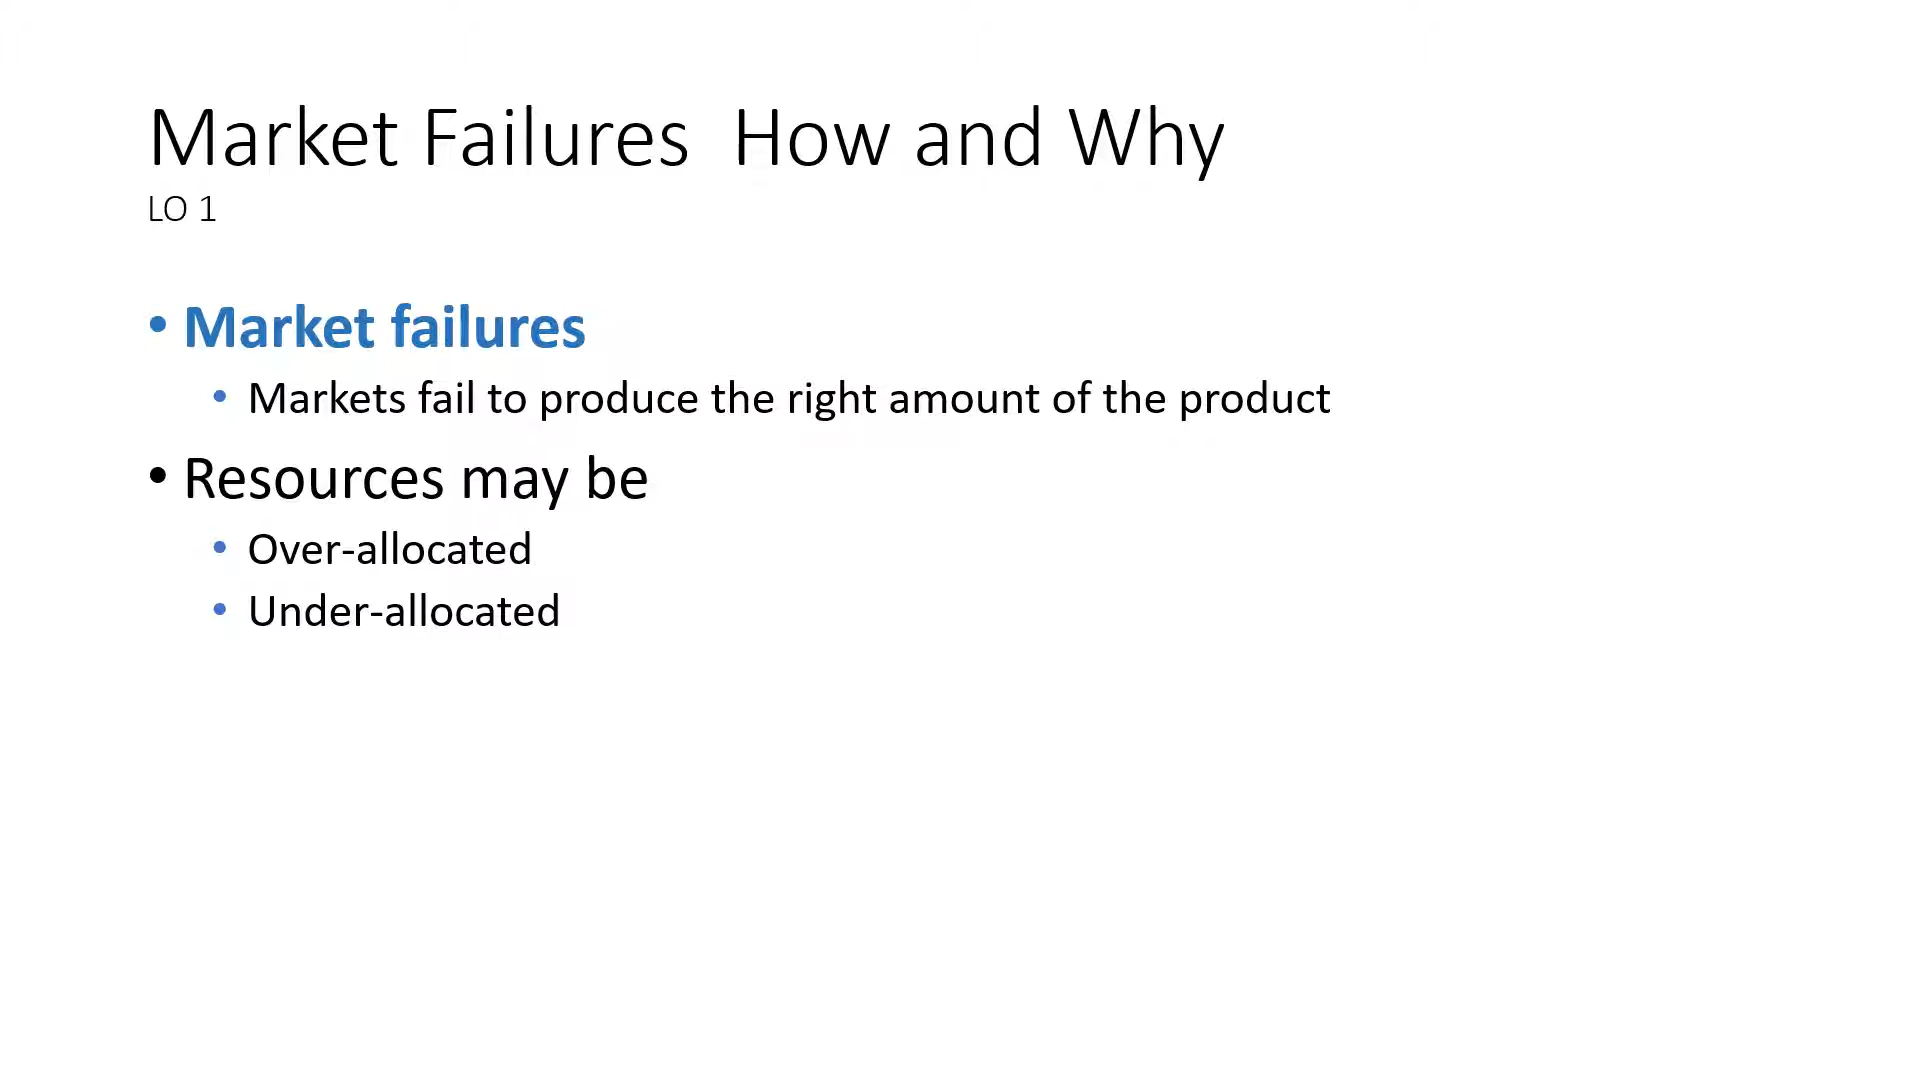 Market Failures  How and Why
LO 1
• Market failures
• Markets fail to produce the right amount of the product
• Resources may be
• Over-allocated
• Under-allocated